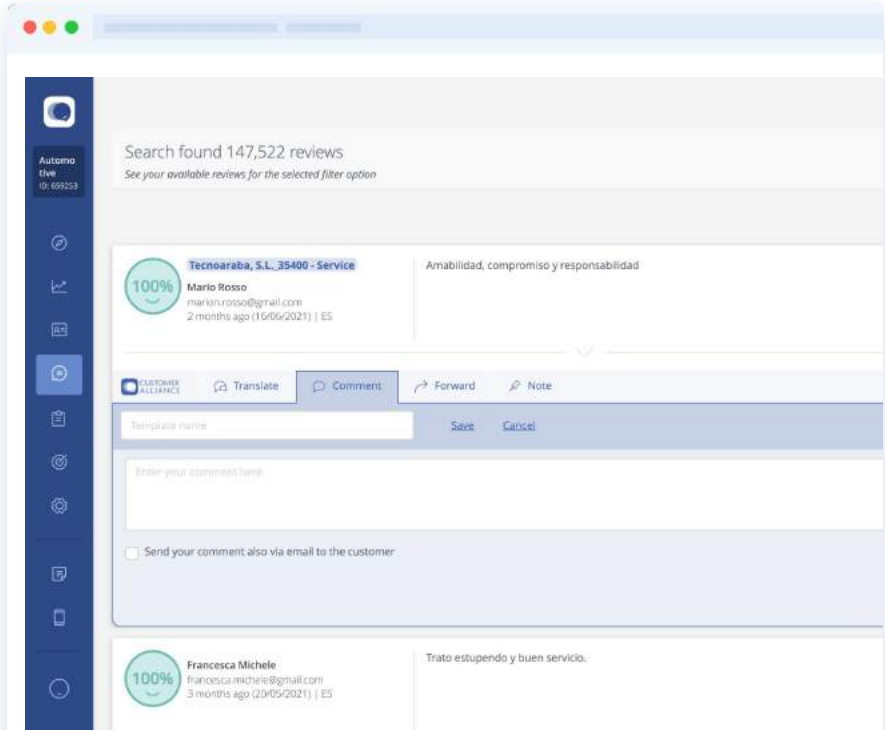 Automo
tive
ID: 659253
Search found 147,522 reviews
See your available reviews for the selected filter option
100%
Tecnoaraba, S.L._35400 - Service
Mario Rosso
marion.rosso@gmail.com
2 months ago (16/06/2021) | ES
Amabilidad, compromiso y responsabilidad
CUSTOMER
ALLIANCE
Translate
Comment
Forward
Note
Template name
Save
Cancel
Enter your comment here
Send your comment also via email to the customer
100%
Francesca Michele
francesca.michele@gmail.com
3 months ago (20/05/2021) | ES
Trato estupendo y buen servicio.